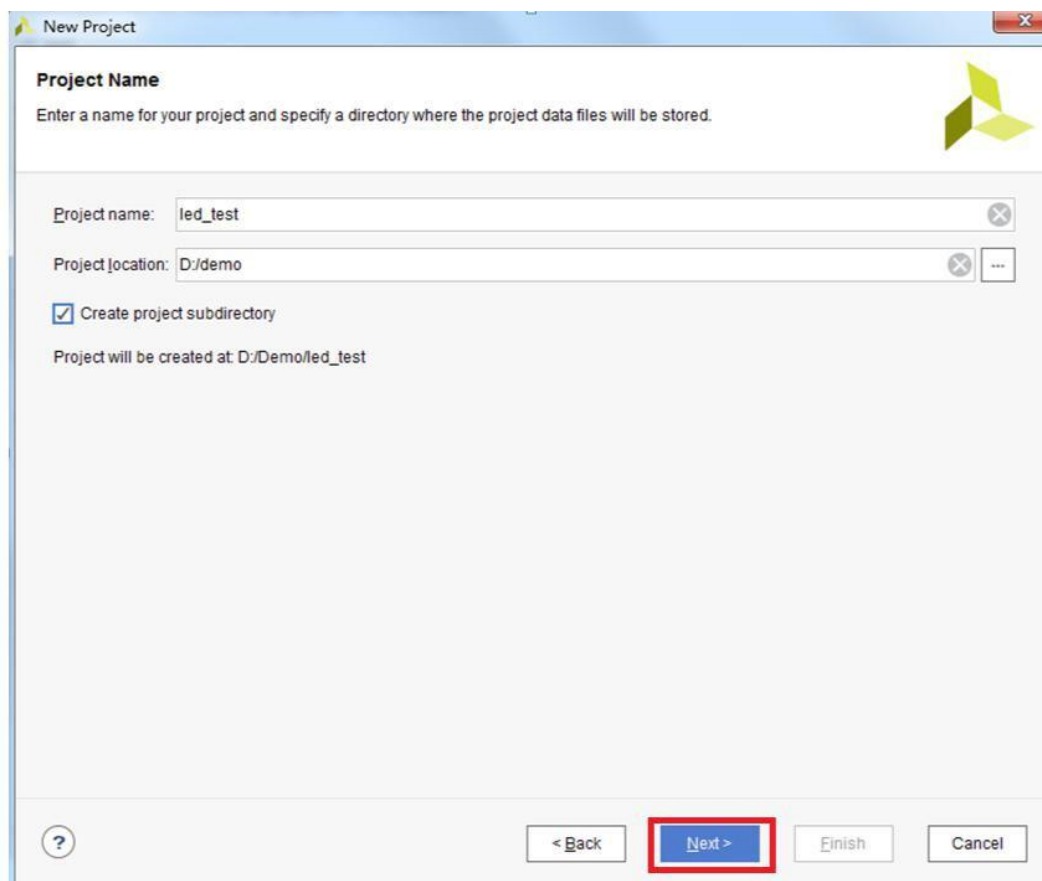 New Project
Project Name
Enter a name for your project and specify a directory where the project data files will be stored.
Project name: led_test
Project location: D:/demo ...
Create project subdirectory
Project will be created at: D:/Demo/led_test
? < Back Next > Finish Cancel